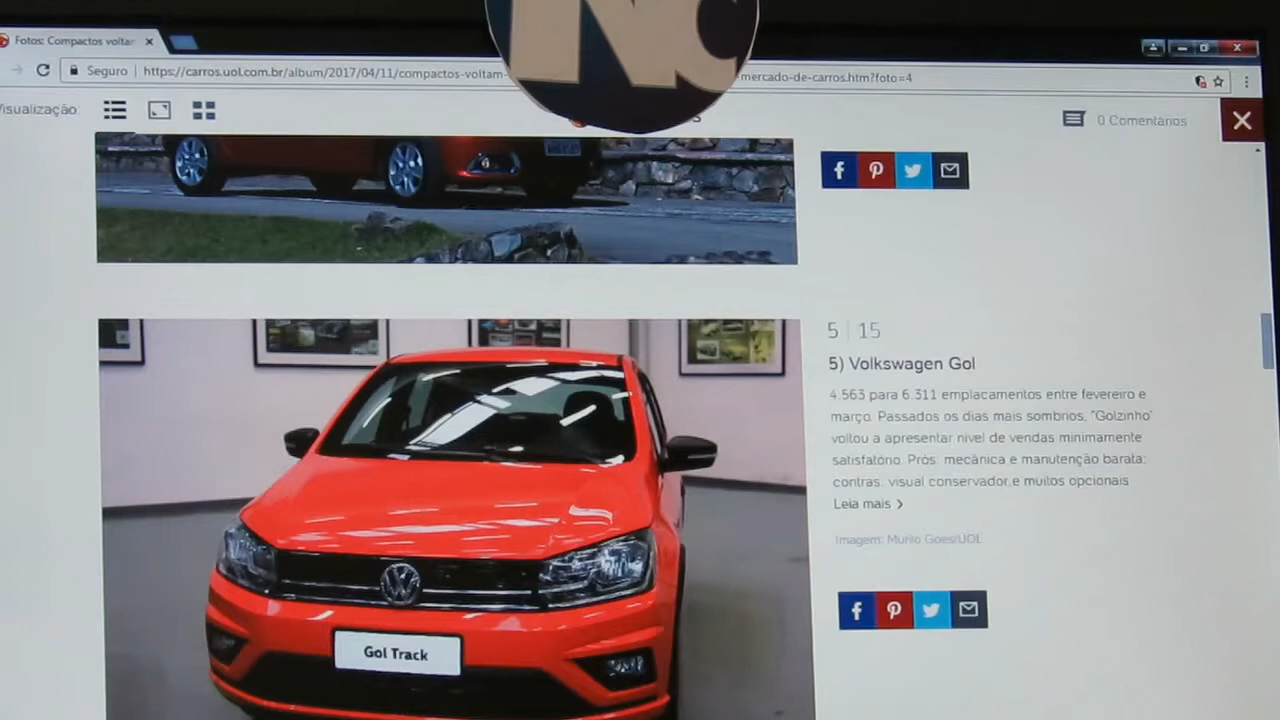 Fotos: Compactos voltar
Seguro
https://carros.uol.com.br/album/2017/04/11/compactos-voltam-
mercado-de-carros.htm?foto=4
NC
Visualização:
0 Comentários
5 | 15
5) Volkswagen Gol
4.563 para 6.311 emplacamentos entre fevereiro e
março. Passados os dias mais sombrios, "Golzinho"
voltou a apresentar nível de vendas minimamente
satisfatório. Prós: mecânica e manutenção barata;
contras: visual conservador e muitos opcionais
Leia mais
Imagem: Murilo Góes/UOL
Gol Track